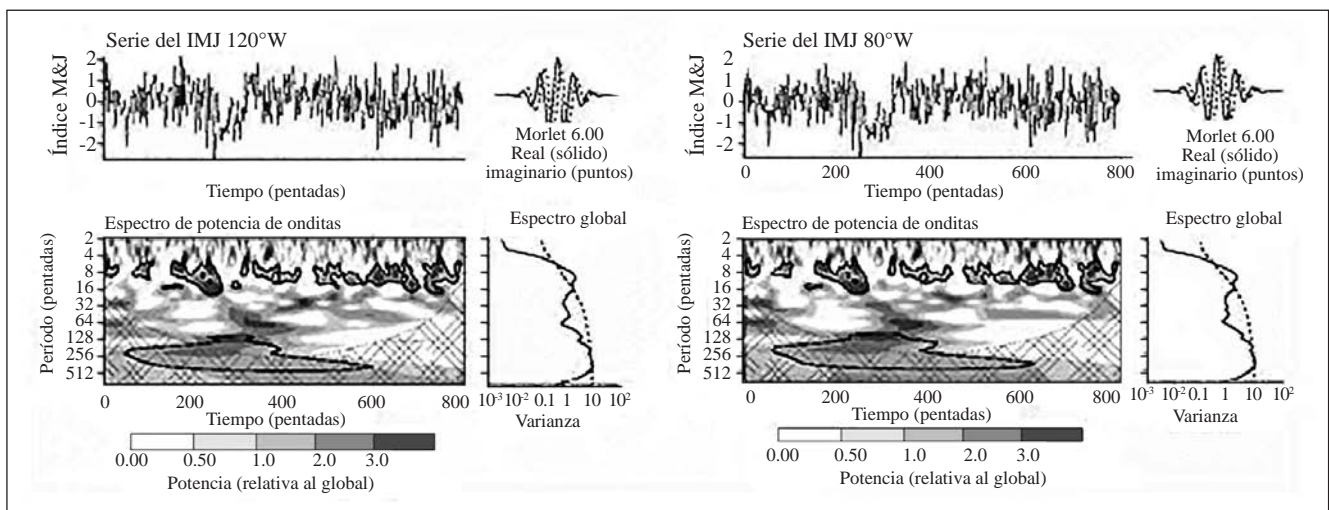 Serie del IMJ 120°W
Índice M&J
2
1
0
-1
-2
Tiempo (pentadas)
Morlet 6.00
Real (sólido)
imaginario (puntos)
Espectro de potencia de onditas
Período (pentadas)
2
4
8
16
32
64
128
256
512
0 200 400 600 800
Tiempo (pentadas)
Espectro global
10-3 10-2 0.1 1 10 102
Varianza
0.00 0.50 1.0 2.0 3.0
Potencia (relativa al global)
Serie del IMJ 80°W
Índice M&J
2
1
0
-1
-2
0 200 400 600 800
Tiempo (pentadas)
Morlet 6.00
Real (sólido)
imaginario (puntos)
Espectro de potencia de onditas
Período (pentadas)
2
4
8
16
32
64
128
256
512
0 200 400 600 800
Tiempo (pentadas)
Espectro global
10-3 10-2 0.1 1 10 102
Varianza
0.00 0.50 1.0 2.0 3.0
Potencia (relativa al global)